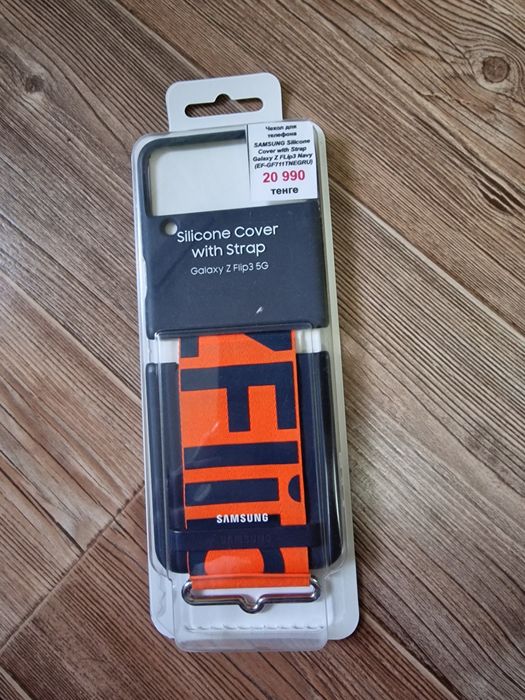 Чехол для
телефона
SAMSUNG Silicone
Cover with Strap
Galaxy Z FLip3 Navy
(EF-GF711TNEGRU)
20 990
тенге
Silicone Cover
with Strap
Galaxy Z Flip3 5G
ZFlip
SAMSUNG
SAMSUNG